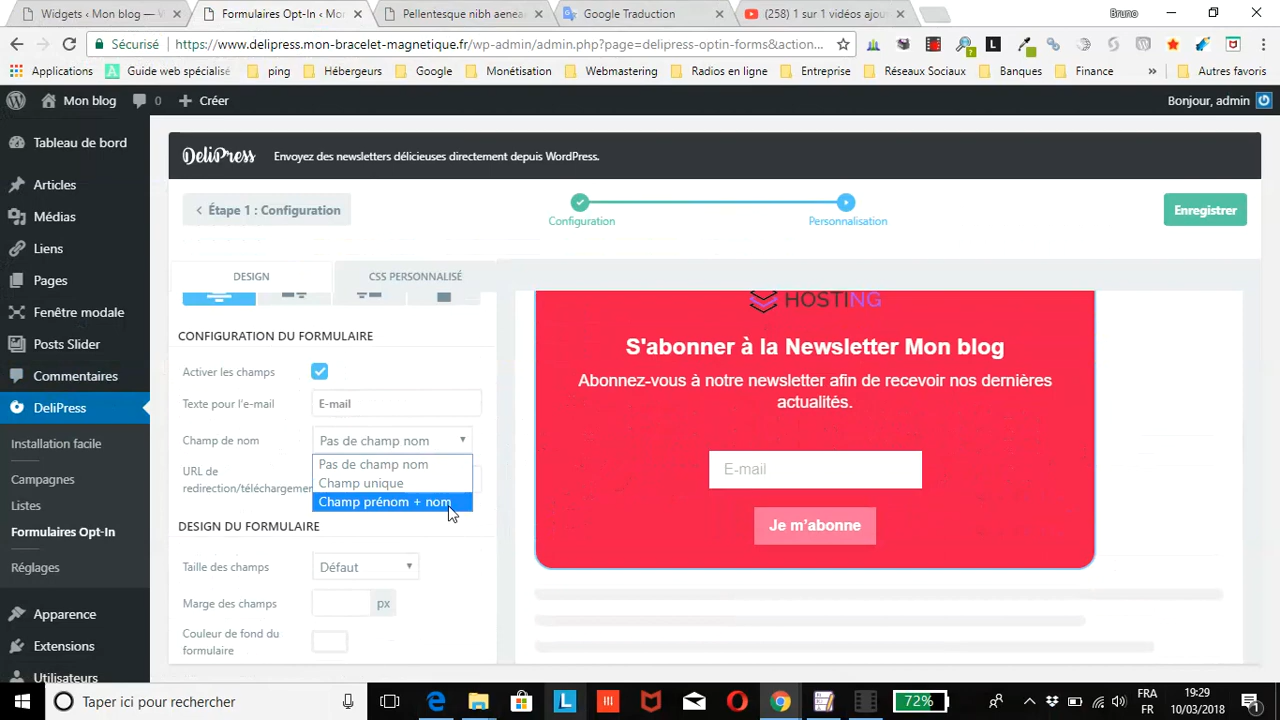 Widgets ‹ Mon blog — W
Formulaires Opt-In ‹ Mon
Pellentesque nibh aenea
Google Traduction
(258) 1 sur 1 vidéos ajou
Bruno
Sécurisé
https://www.delipress.mon-bracelet-magnetique.fr/wp-admin/admin.php?page=delipress-optin-forms&action...
Applications
Guide web spécialisé
ping
Hébergeurs
Google
Monétisation
Webmastering
Radios en ligne
Entreprise
Réseaux Sociaux
Banques
Finance
»
Autres favoris
Mon blog
0
Créer
Bonjour, admin
Tableau de bord
Articles
Médias
Liens
Pages
Fenêtre modale
Posts Slider
Commentaires
DeliPress
Installation facile
Campagnes
Listes
Formulaires Opt-In
Réglages
Apparence
Extensions
Utilisateurs
DeliPress
Envoyez des newsletters délicieuses directement depuis WordPress.
Étape 1 : Configuration
Configuration
Personnalisation
Enregistrer
DESIGN
CSS PERSONNALISÉ
CONFIGURATION DU FORMULAIRE
Activer les champs
Texte pour l'e-mail
E-mail
Champ de nom
Pas de champ nom
Pas de champ nom
Champ unique
Champ prénom + nom
URL de
redirection/téléchargemen
DESIGN DU FORMULAIRE
Taille des champs
Défaut
Marge des champs
px
Couleur de fond du
formulaire
HOSTING
S'abonner à la Newsletter Mon blog
Abonnez-vous à notre newsletter afin de recevoir nos dernières
actualités.
E-mail
Je m'abonne
Taper ici pour rechercher
72%
FRA
FR
19:29
10/03/2018